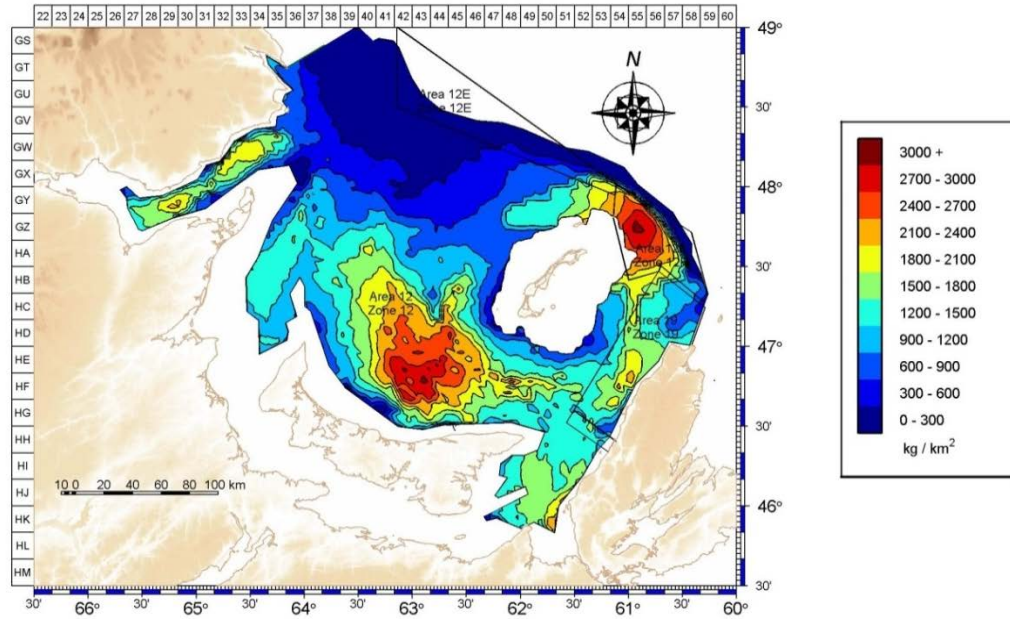 22 23 24 25 26 27 28 29 30 31 32 33 34 35 36 37 38 39 40 41 42 43 44 45 46 47 48 49 50 51 52 53 54 55 56 57 58 59 60
GS
GT
GU
GV
GW
GX
GY
GZ
HA
HB
HC
HD
HE
HF
HG
HH
HI
HJ
HK
HL
HM
N
Area 12E
Zone 12E
Area 12
Zone 12
Area 19
Zone 19
10 0 20 40 60 80 100 km
49°
30'
48°
30'
47°
30'
46°
30'
30' 66° 30' 65° 30' 64° 30' 63° 30' 62° 30' 61° 30' 60°
3000 +
2700 - 3000
2400 - 2700
2100 - 2400
1800 - 2100
1500 - 1800
1200 - 1500
900 - 1200
600 - 900
300 - 600
0 - 300
kg / km²